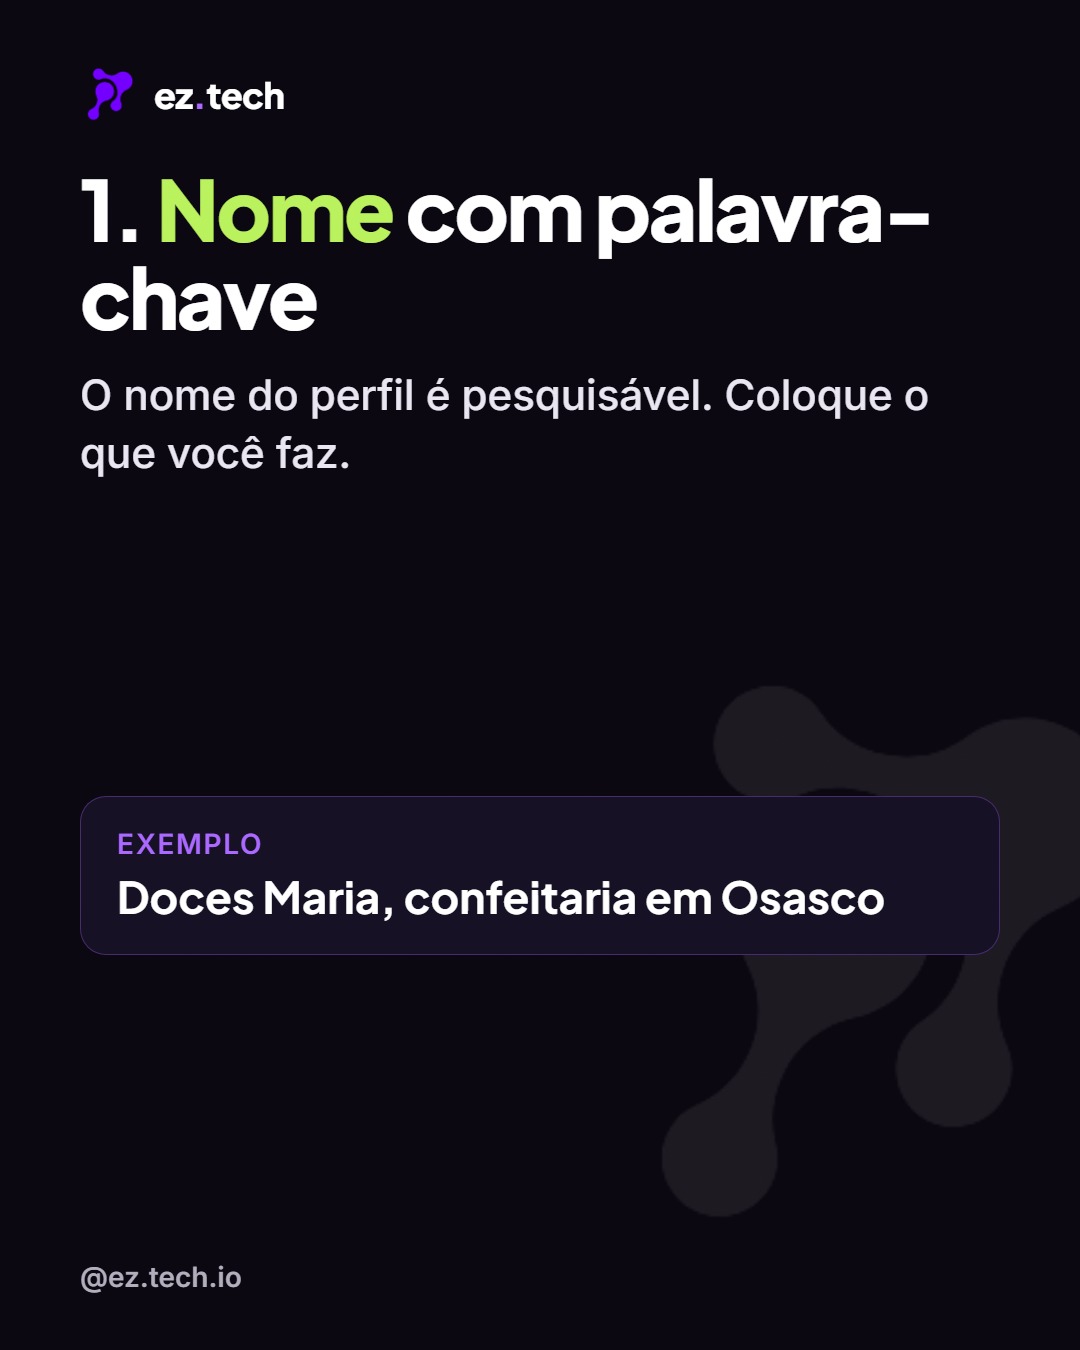 ez.tech
1. Nome com palavra-
chave
O nome do perfil é pesquisável. Coloque o
que você faz.
EXEMPLO
Doces Maria, confeitaria em Osasco
@ez.tech.io